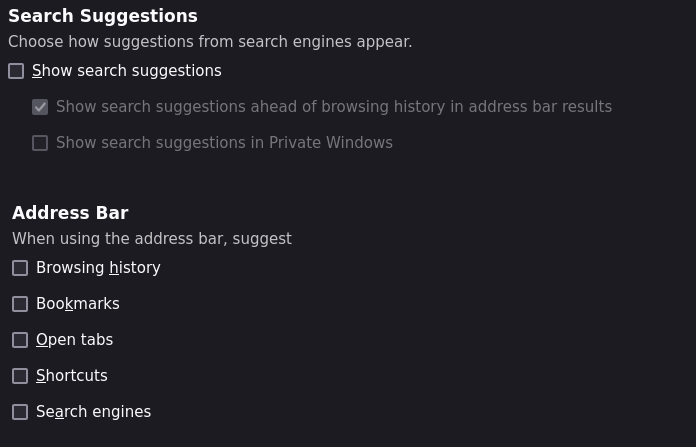 Search Suggestions
Choose how suggestions from search engines appear.
Show search suggestions
Show search suggestions ahead of browsing history in address bar results
Show search suggestions in Private Windows
Address Bar
When using the address bar, suggest
Browsing history
Bookmarks
Open tabs
Shortcuts
Search engines